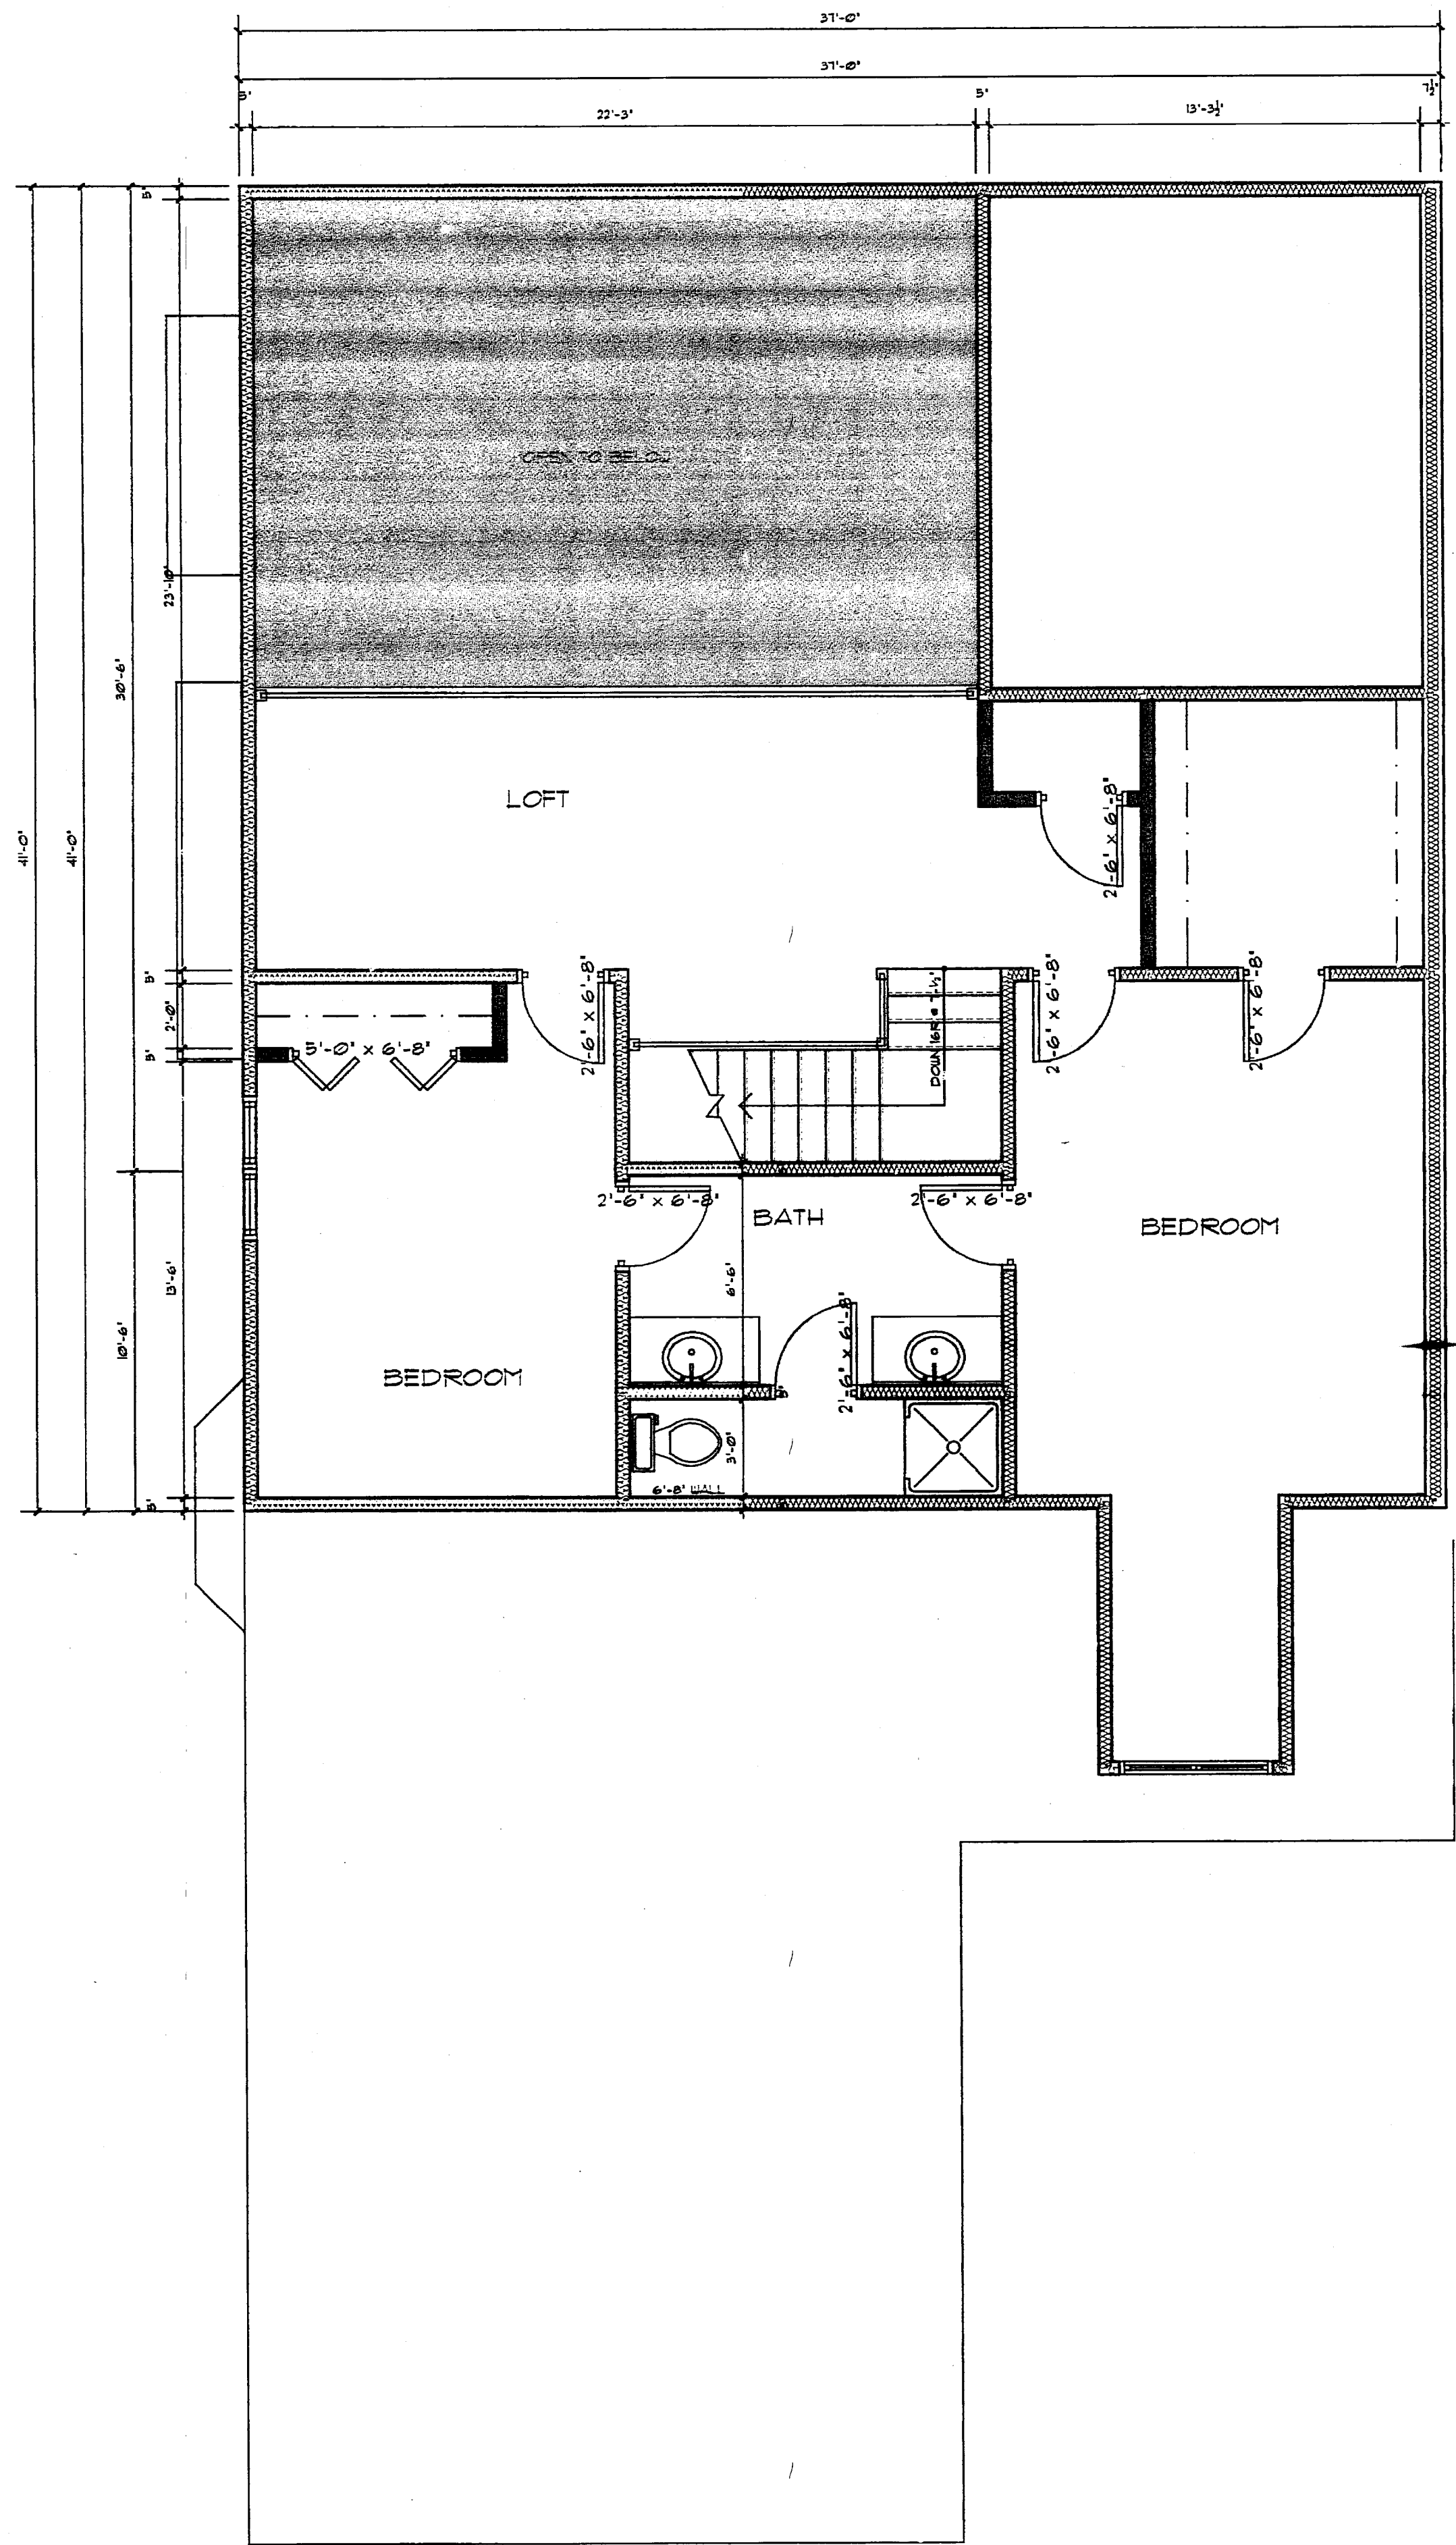 37'-0"
37'-0"
5"
22'-3"
5"
13'-3½"
7½"
5"
OPEN TO BELOW
23'-10"
30'-6"
41'-0"
41'-0"
LOFT
2'-6" x 6'-8"
5"
2'-0"
5"
5'-0" x 6'-8"
2'-6" x 6'-8"
DOWN 16R @ 7-½"
2'-6" x 6'-8"
2'-6" x 6'-8"
2'-6" x 6'-8"
2'-6" x 6'-8"
BATH
BEDROOM
6'-6"
13'-6"
10'-6"
2'-6" x 6'-8"
BEDROOM
3'-0"
6'-8" WALL
5"